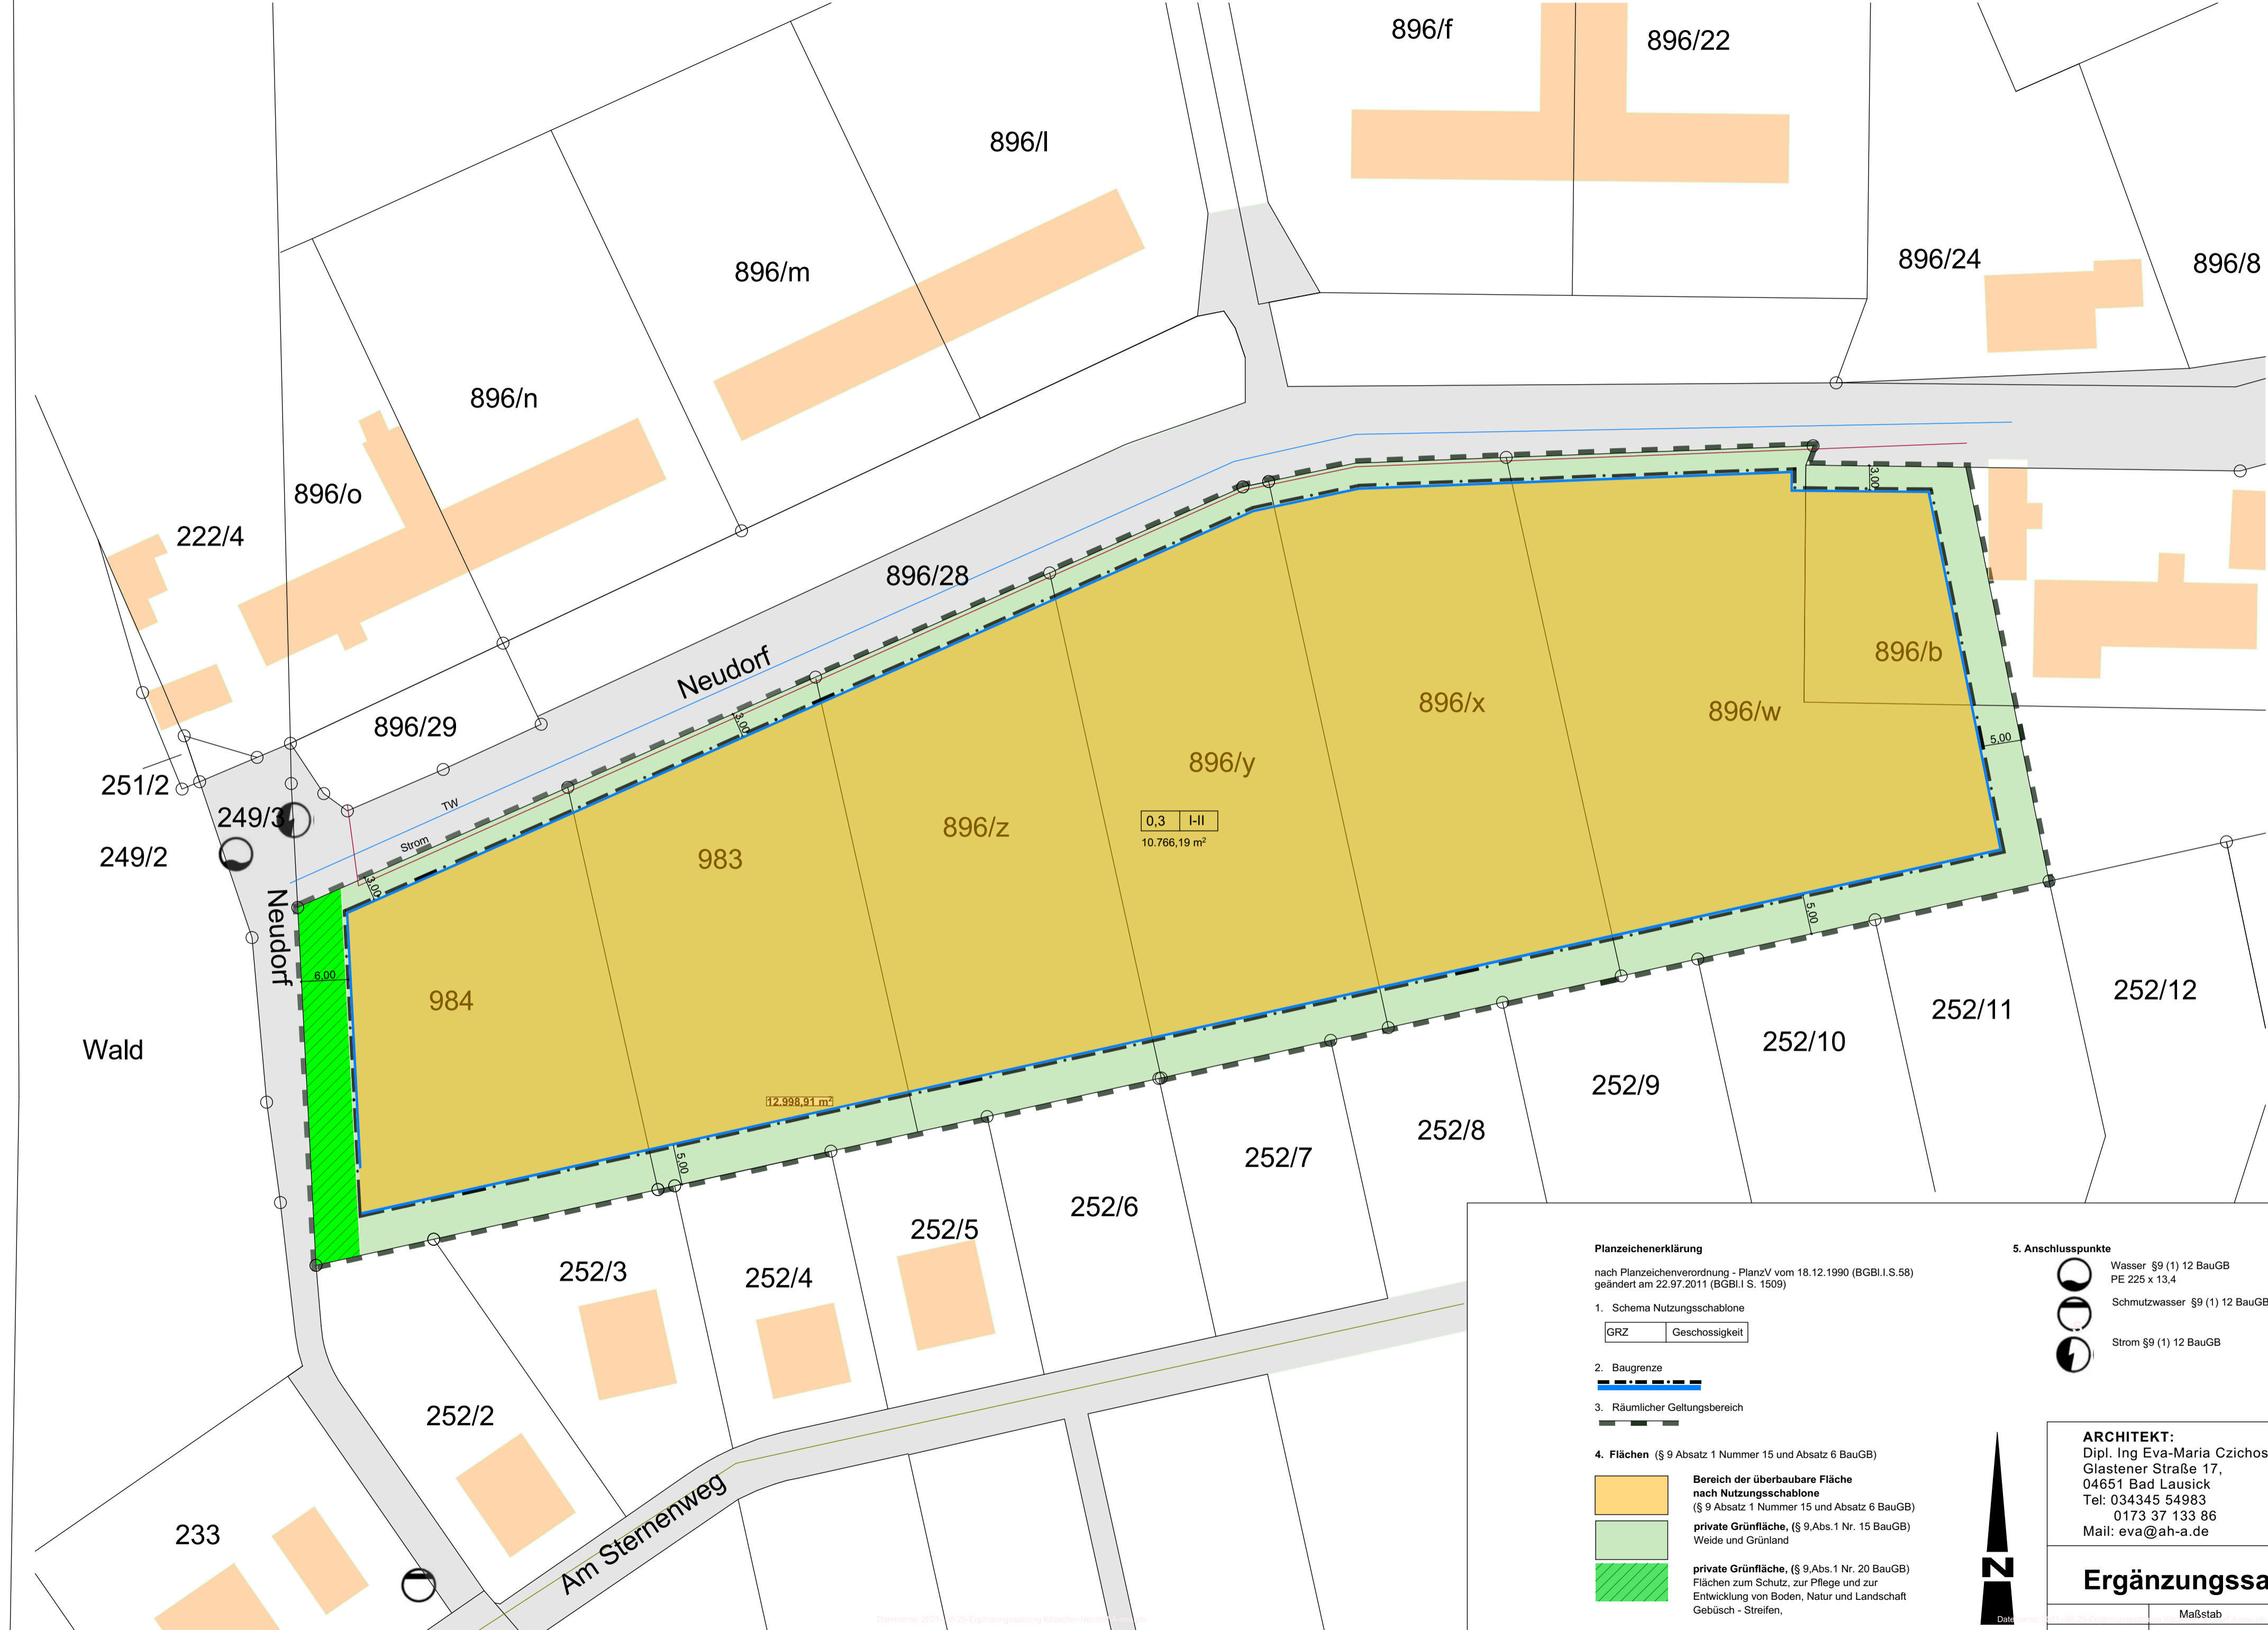 896/f
896/22
896/l
896/m
896/24
896/8
896/n
896/o
222/4
896/28
Neudorf
896/29
251/2
249/3
249/2
TW
Strom
3,00
3,00
3,00
896/b
896/w
896/x
896/y
896/z
983
984
0,3 I-II
10.766,19 m²
5,00
5,00
5,00
6,00
Neudorf
12.998,91 m²
Wald
252/12
252/11
252/10
252/9
252/8
252/7
252/6
252/5
252/4
252/3
252/2
233
Am Sternenweg
Planzeichenerklärung
nach Planzeichenverordnung - PlanzV vom 18.12.1990 (BGBl.I.S.58)
geändert am 22.97.2011 (BGBl.I S. 1509)
1. Schema Nutzungsschablone
GRZ Geschossigkeit
2. Baugrenze
3. Räumlicher Geltungsbereich
4. Flächen (§ 9 Absatz 1 Nummer 15 und Absatz 6 BauGB)
Bereich der überbaubare Fläche
nach Nutzungsschablone
(§ 9 Absatz 1 Nummer 15 und Absatz 6 BauGB)
private Grünfläche, (§ 9,Abs.1 Nr. 15 BauGB)
Weide und Grünland
private Grünfläche, (§ 9,Abs.1 Nr. 20 BauGB)
Flächen zum Schutz, zur Pflege und zur
Entwicklung von Boden, Natur und Landschaft
Gebüsch - Streifen,
5. Anschlusspunkte
Wasser §9 (1) 12 BauGB
PE 225 x 13,4
Schmutzwasser §9 (1) 12 BauGB
Strom §9 (1) 12 BauGB
N
ARCHITEKT:
Dipl. Ing Eva-Maria Czichos
Glastener Straße 17,
04651 Bad Lausick
Tel: 034345 54983
0173 37 133 86
Mail: eva@ah-a.de
Ergänzungssa
Maßstab